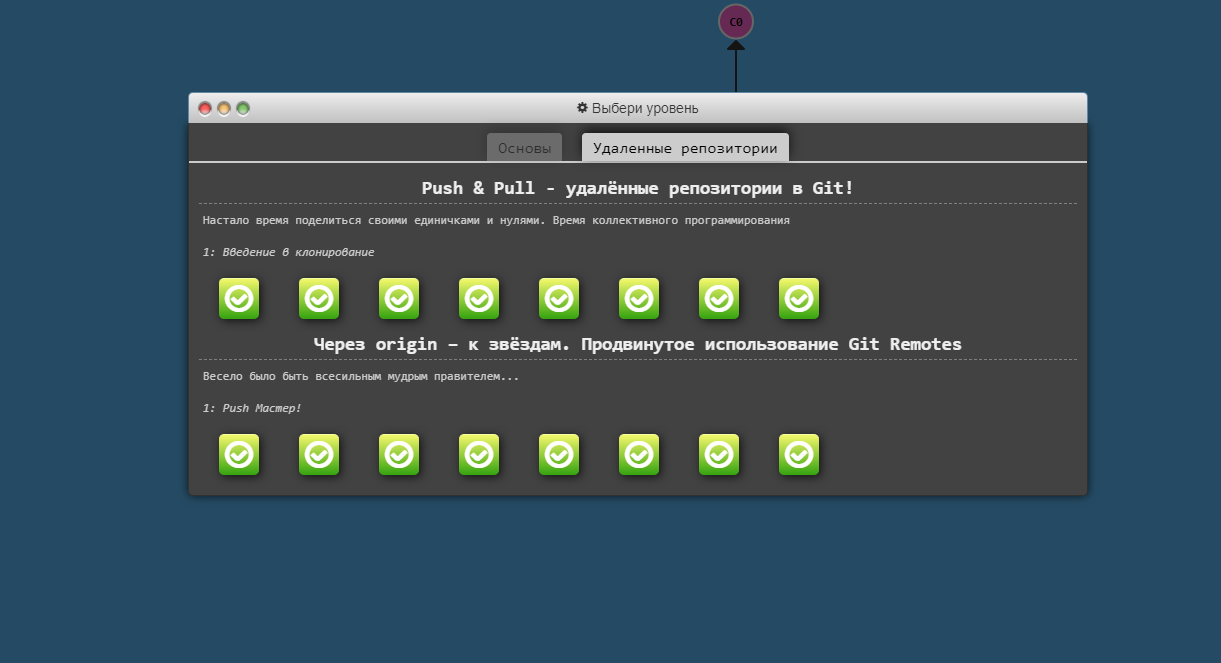 C0
Выбери уровень
Основы
Удаленные репозитории
Push & Pull - удалённые репозитории в Git!
Настало время поделиться своими единичками и нулями. Время коллективного программирования
1: Введение в клонирование
Через origin – к звёздам. Продвинутое использование Git Remotes
Весело было быть всесильным мудрым правителем...
1: Push Мастер!